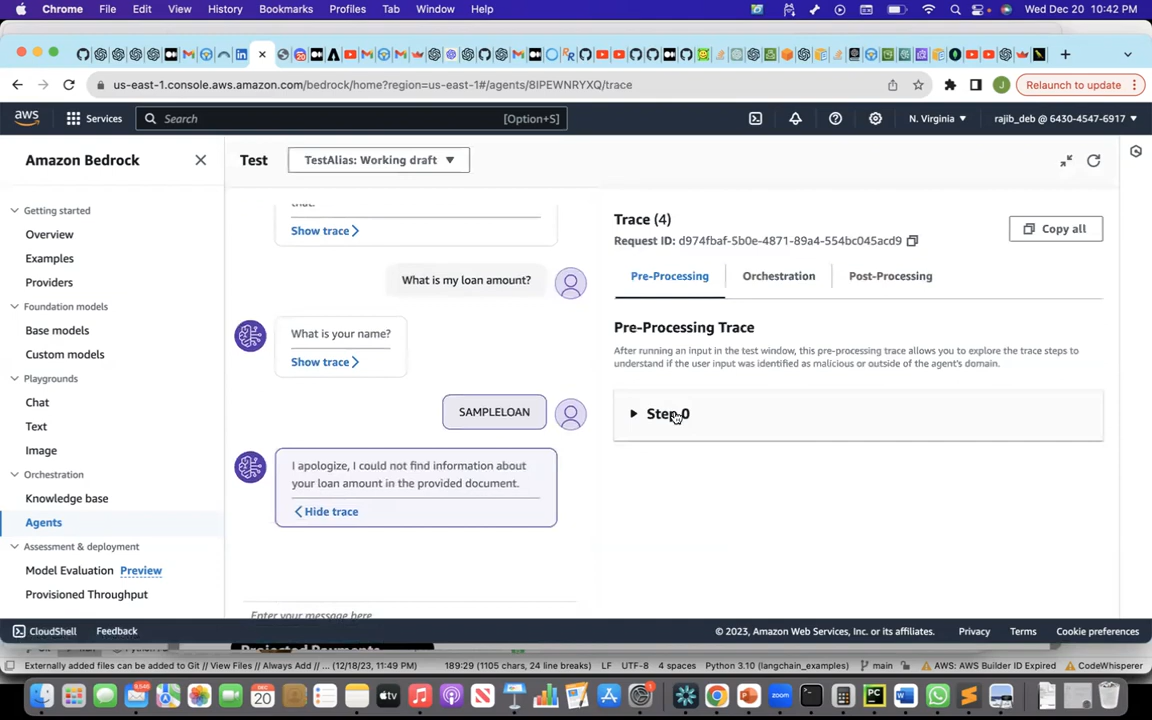 Chrome File Edit View History Bookmarks Profiles Tab Window Help Wed Dec 20 10:42 PM
us-east-1.console.aws.amazon.com/bedrock/home?region=us-east-1#/agents/8IPEWNRYXQ/trace J Relaunch to update
aws Services Search [Option+S] N. Virginia rajib_deb @ 6430-4547-6917
Amazon Bedrock
Getting started
Overview
Examples
Providers
Foundation models
Base models
Custom models
Playgrounds
Chat
Text
Image
Orchestration
Knowledge base
Agents
Assessment & deployment
Model Evaluation Preview
Provisioned Throughput
Test TestAlias: Working draft
that.
Show trace
What is my loan amount?
What is your name?
Show trace
SAMPLELOAN
I apologize, I could not find information about
your loan amount in the provided document.
Hide trace
Enter your message here
Trace (4)
Request ID: d974fbaf-5b0e-4871-89a4-554bc045acd9
Copy all
Pre-Processing Orchestration Post-Processing
Pre-Processing Trace
After running an input in the test window, this pre-processing trace allows you to explore the trace steps to
understand if the user input was identified as malicious or outside of the agent's domain.
Step 0
CloudShell Feedback © 2023, Amazon Web Services, Inc. or its affiliates. Privacy Terms Cookie preferences
Projected Payments
Externally added files can be added to Git // View Files // Always Add // ... (12/18/23, 11:49 PM) 189:29 (1105 chars, 24 line breaks) LF UTF-8 4 spaces Python 3.10 (langchain_examples) main AWS: AWS Builder ID Expired CodeWhisperer
DEC
20
tv
zoom
PC
W